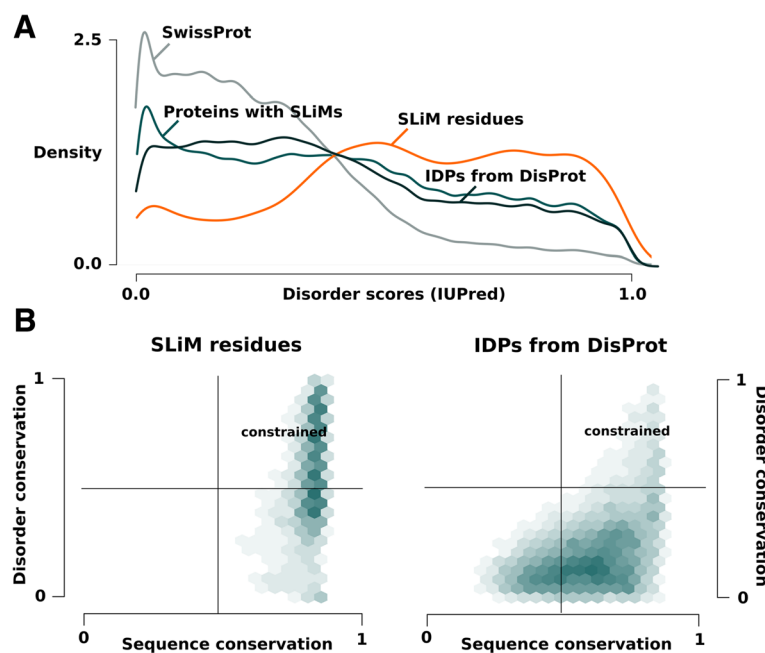 A
2.5
SwissProt
Proteins with SLiMs
SLiM residues
Density
IDPs from DisProt
0.0
0.0
Disorder scores (IUPred)
1.0
B
SLiM residues
IDPs from DisProt
1
Disorder conservation
constrained
0
0
Sequence conservation
1
1
Disorder conservation
constrained
0
0
Sequence conservation
1